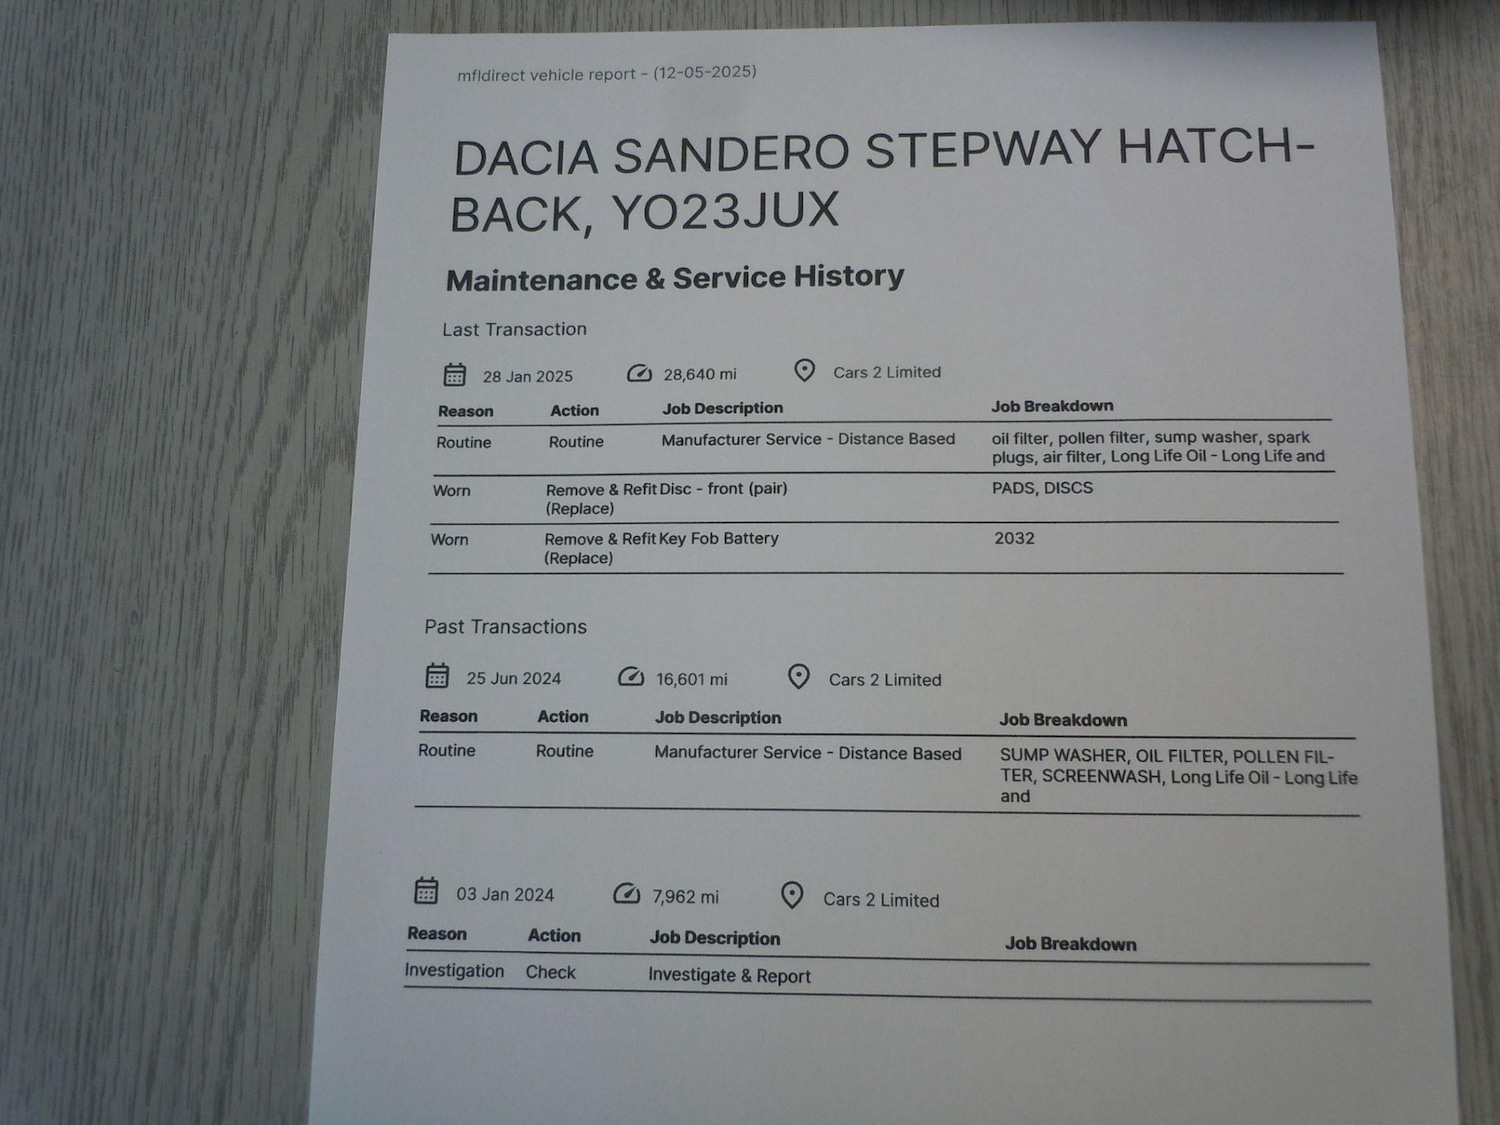 mfldirect vehicle report - (12-05-2025)
DACIA SANDERO STEPWAY HATCH-
BACK, YO23JUX
Maintenance & Service History
Last Transaction
28 Jan 2025 28,640 mi Cars 2 Limited
Reason Action Job Description Job Breakdown
Routine Routine Manufacturer Service - Distance Based oil filter, pollen filter, sump washer, spark
plugs, air filter, Long Life Oil - Long Life and
Worn Remove & Refit Disc - front (pair) PADS, DISCS
(Replace)
Worn Remove & Refit Key Fob Battery 2032
(Replace)
Past Transactions
25 Jun 2024 16,601 mi Cars 2 Limited
Reason Action Job Description Job Breakdown
Routine Routine Manufacturer Service - Distance Based SUMP WASHER, OIL FILTER, POLLEN FIL-
TER, SCREENWASH, Long Life Oil - Long Life
and
03 Jan 2024 7,962 mi Cars 2 Limited
Reason Action Job Description Job Breakdown
Investigation Check Investigate & Report